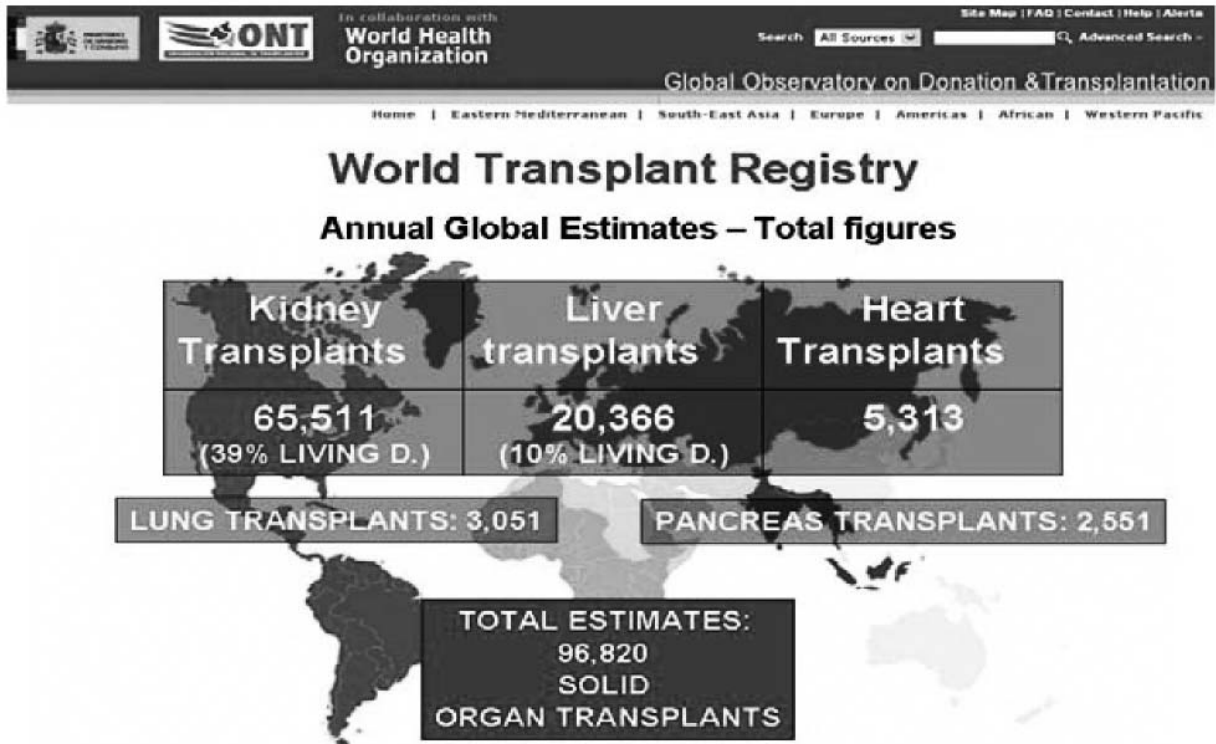 ONT
In collaboration with
World Health
Organization
Site Map | FAQ | Contact | Help | Alerta
Search All Sources Advanced Search
Global Observatory on Donation &Transplantation
Home | Eastern Mediterranean | South-East Asia | Europe | Americas | African | Western Pacific
World Transplant Registry
Annual Global Estimates – Total figures
Kidney
Transplants
Liver
transplants
Heart
Transplants
65,511
(39% LIVING D.)
20,366
(10% LIVING D.)
5,313
LUNG TRANSPLANTS: 3,051
PANCREAS TRANSPLANTS: 2,551
TOTAL ESTIMATES:
96,820
SOLID
ORGAN TRANSPLANTS